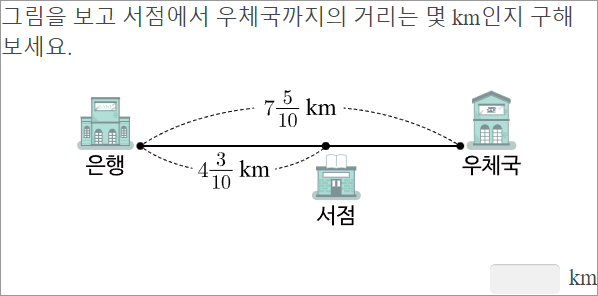 그림을 보고 서점에서 우체국까지의 거리는 몇 km인지 구해
보세요.
7 5/10 km
은행
4 3/10 km
우체국
서점
km